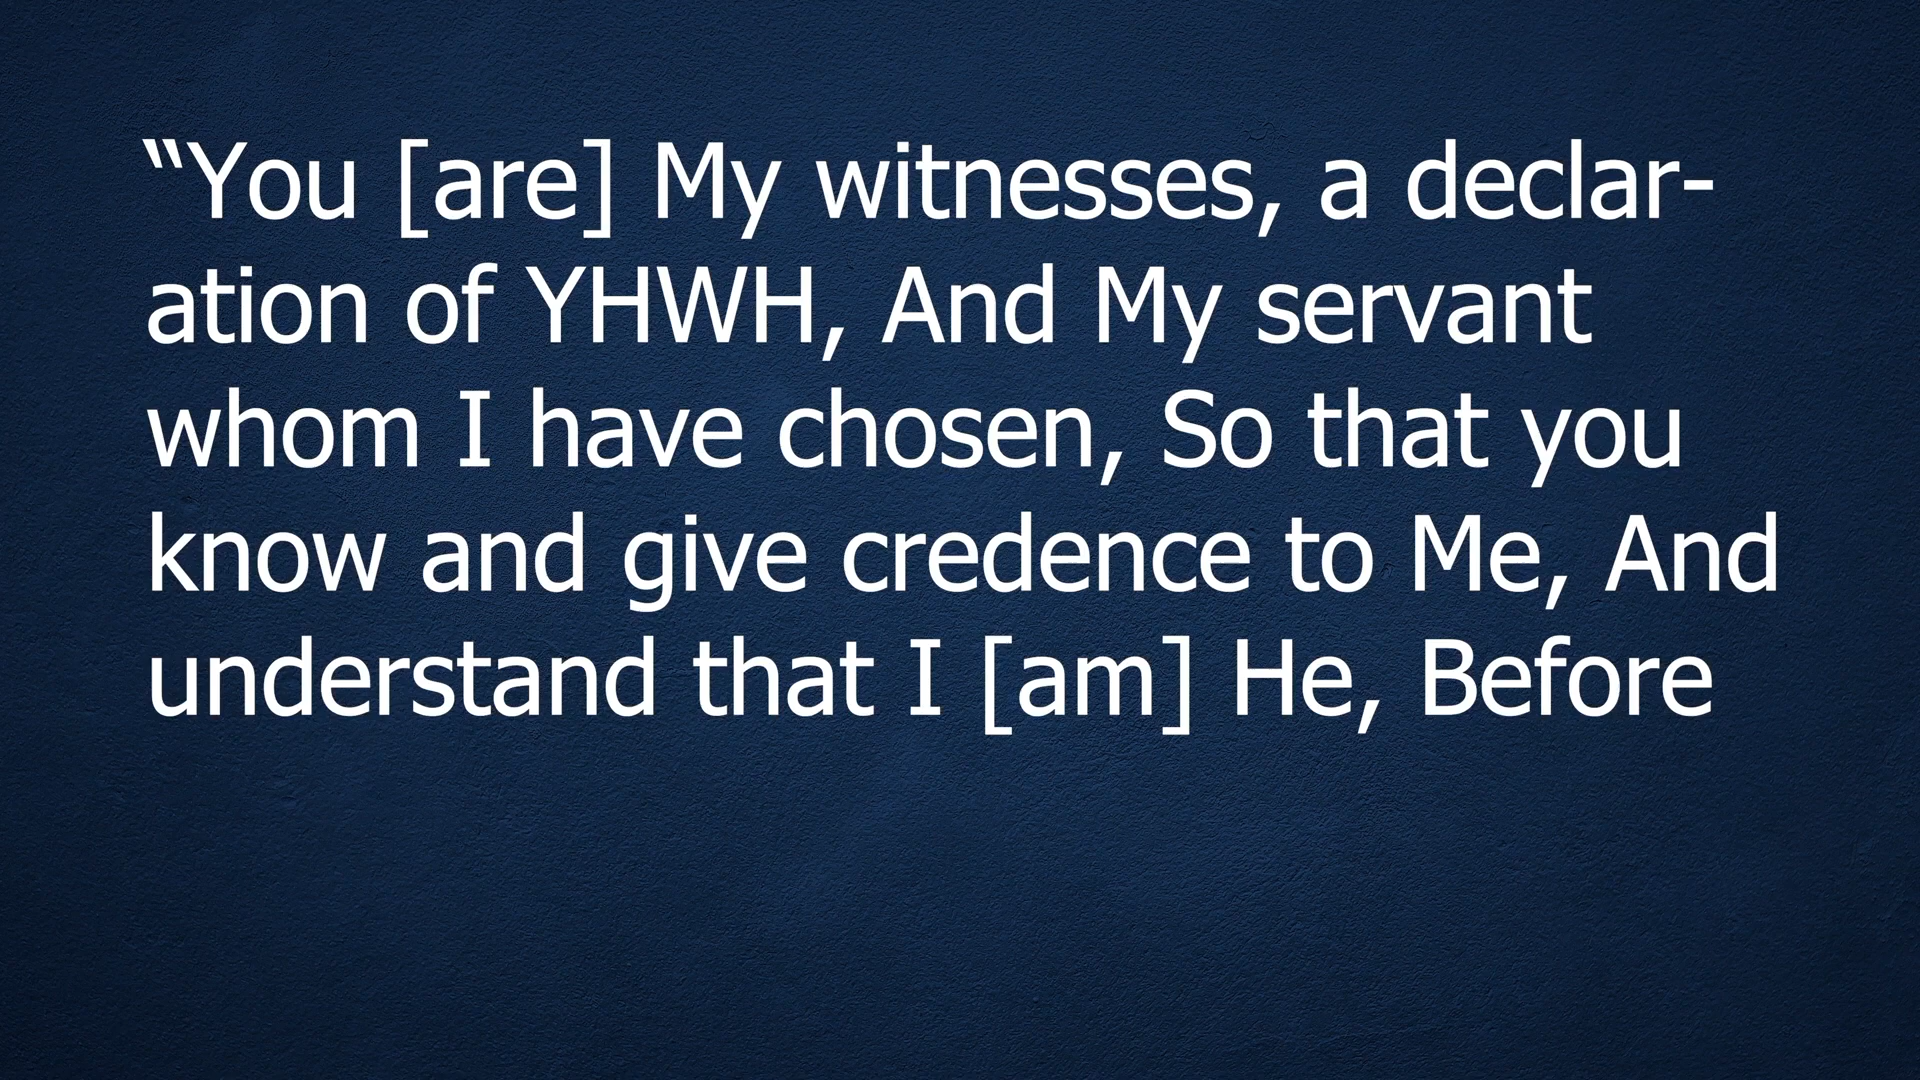 “You [are] My witnesses, a declar-
ation of YHWH, And My servant
whom I have chosen, So that you
know and give credence to Me, And
understand that I [am] He, Before